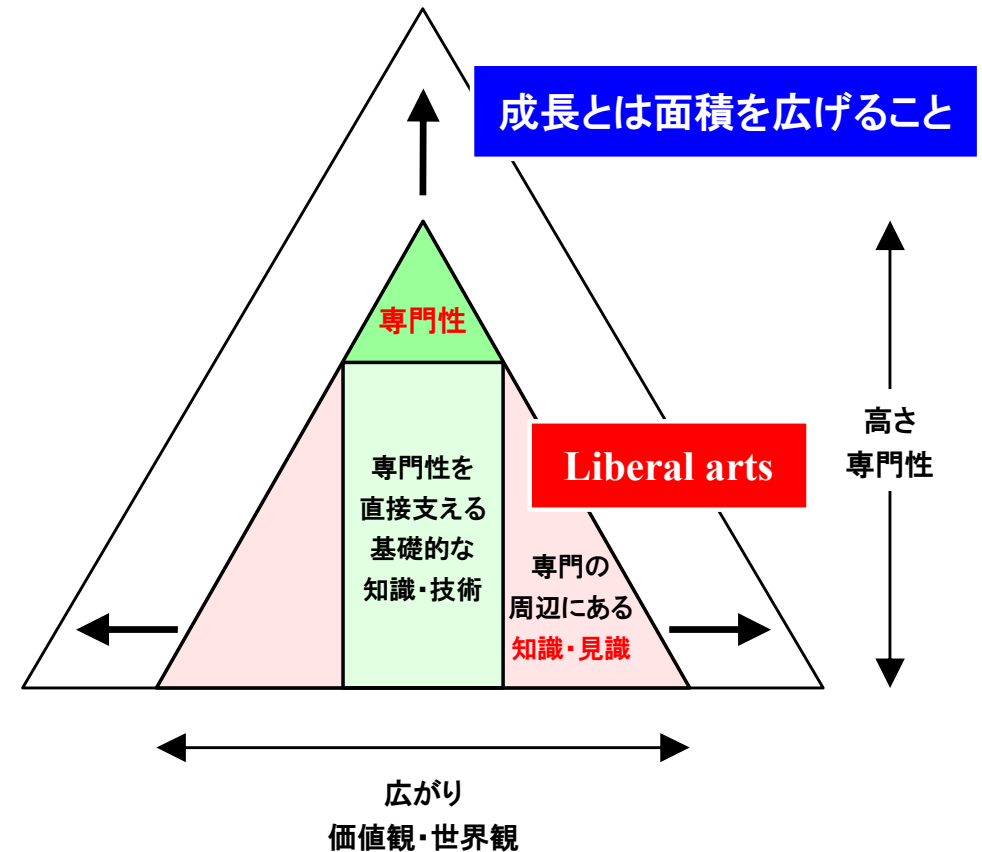 成長とは面積を広げること
専門性
高さ
専門性
Liberal arts
専門性を
直接支える
基礎的な
知識・技術
専門の
周辺にある
知識・見識
広がり
価値観・世界観